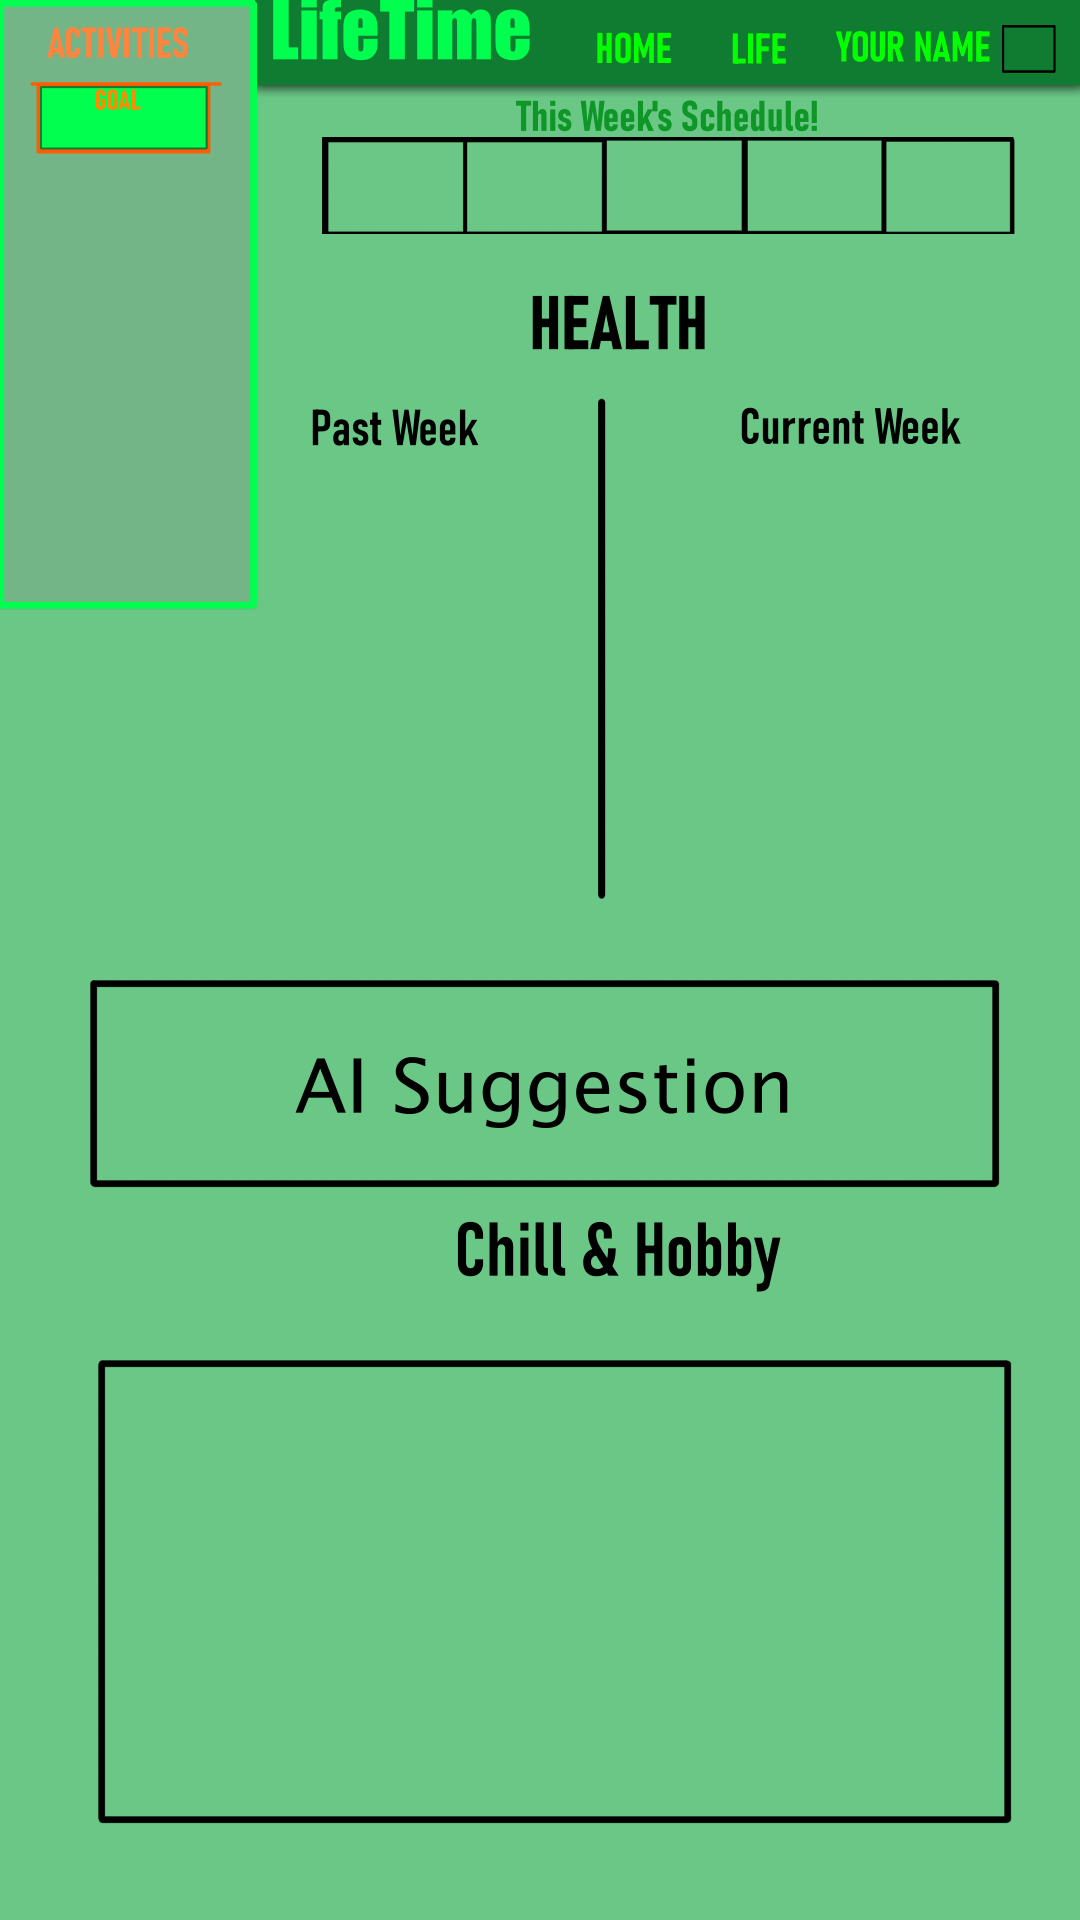 ACTIVITIES
GOAL
LifeTime
HOME
LIFE
YOUR NAME
This Week's Schedule!
HEALTH
Past Week
Current Week
AI Suggestion
Chill & Hobby